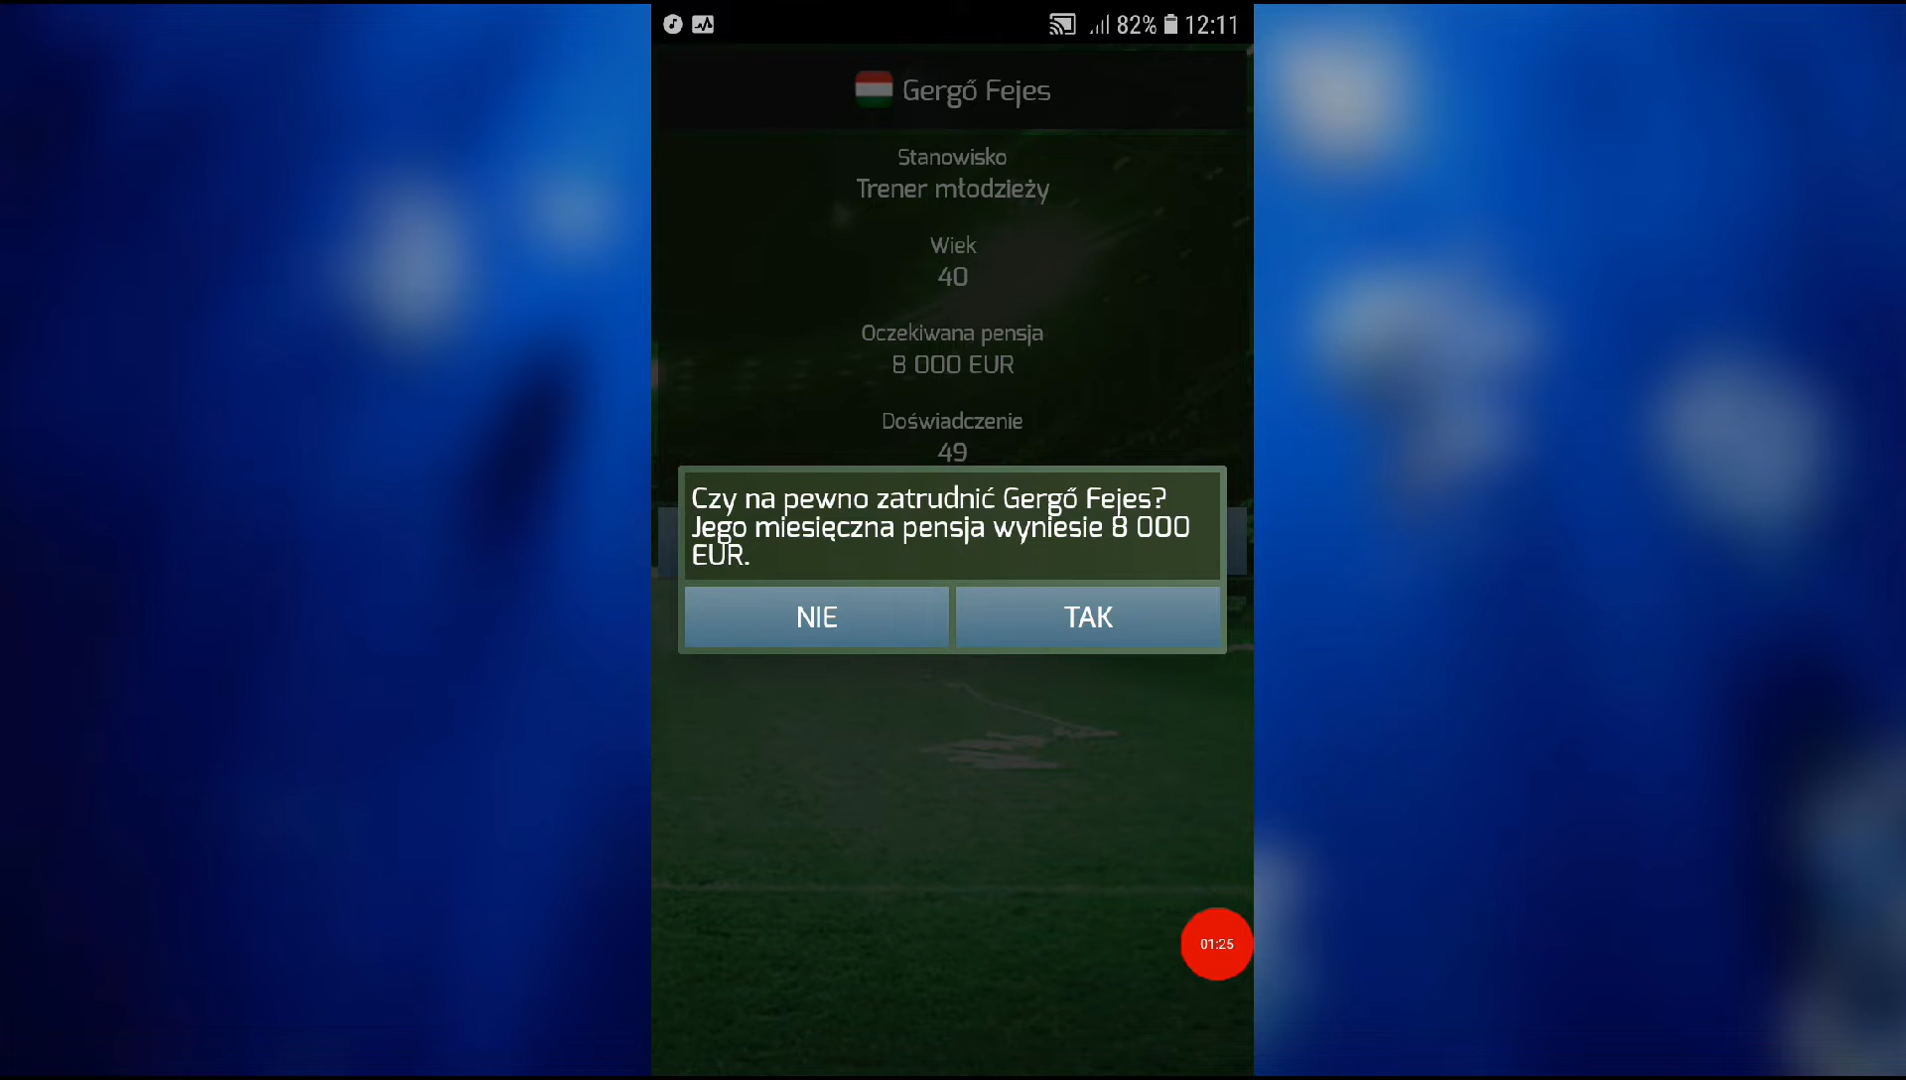 82% 12:11
Gergő Fejes
Stanowisko
Trener młodzieży
Wiek
40
Oczekiwana pensja
8 000 EUR
Doświadczenie
49
Czy na pewno zatrudnić Gergő Fejes?
Jego miesięczna pensja wyniesie 8 000
EUR.
NIE TAK
01:25